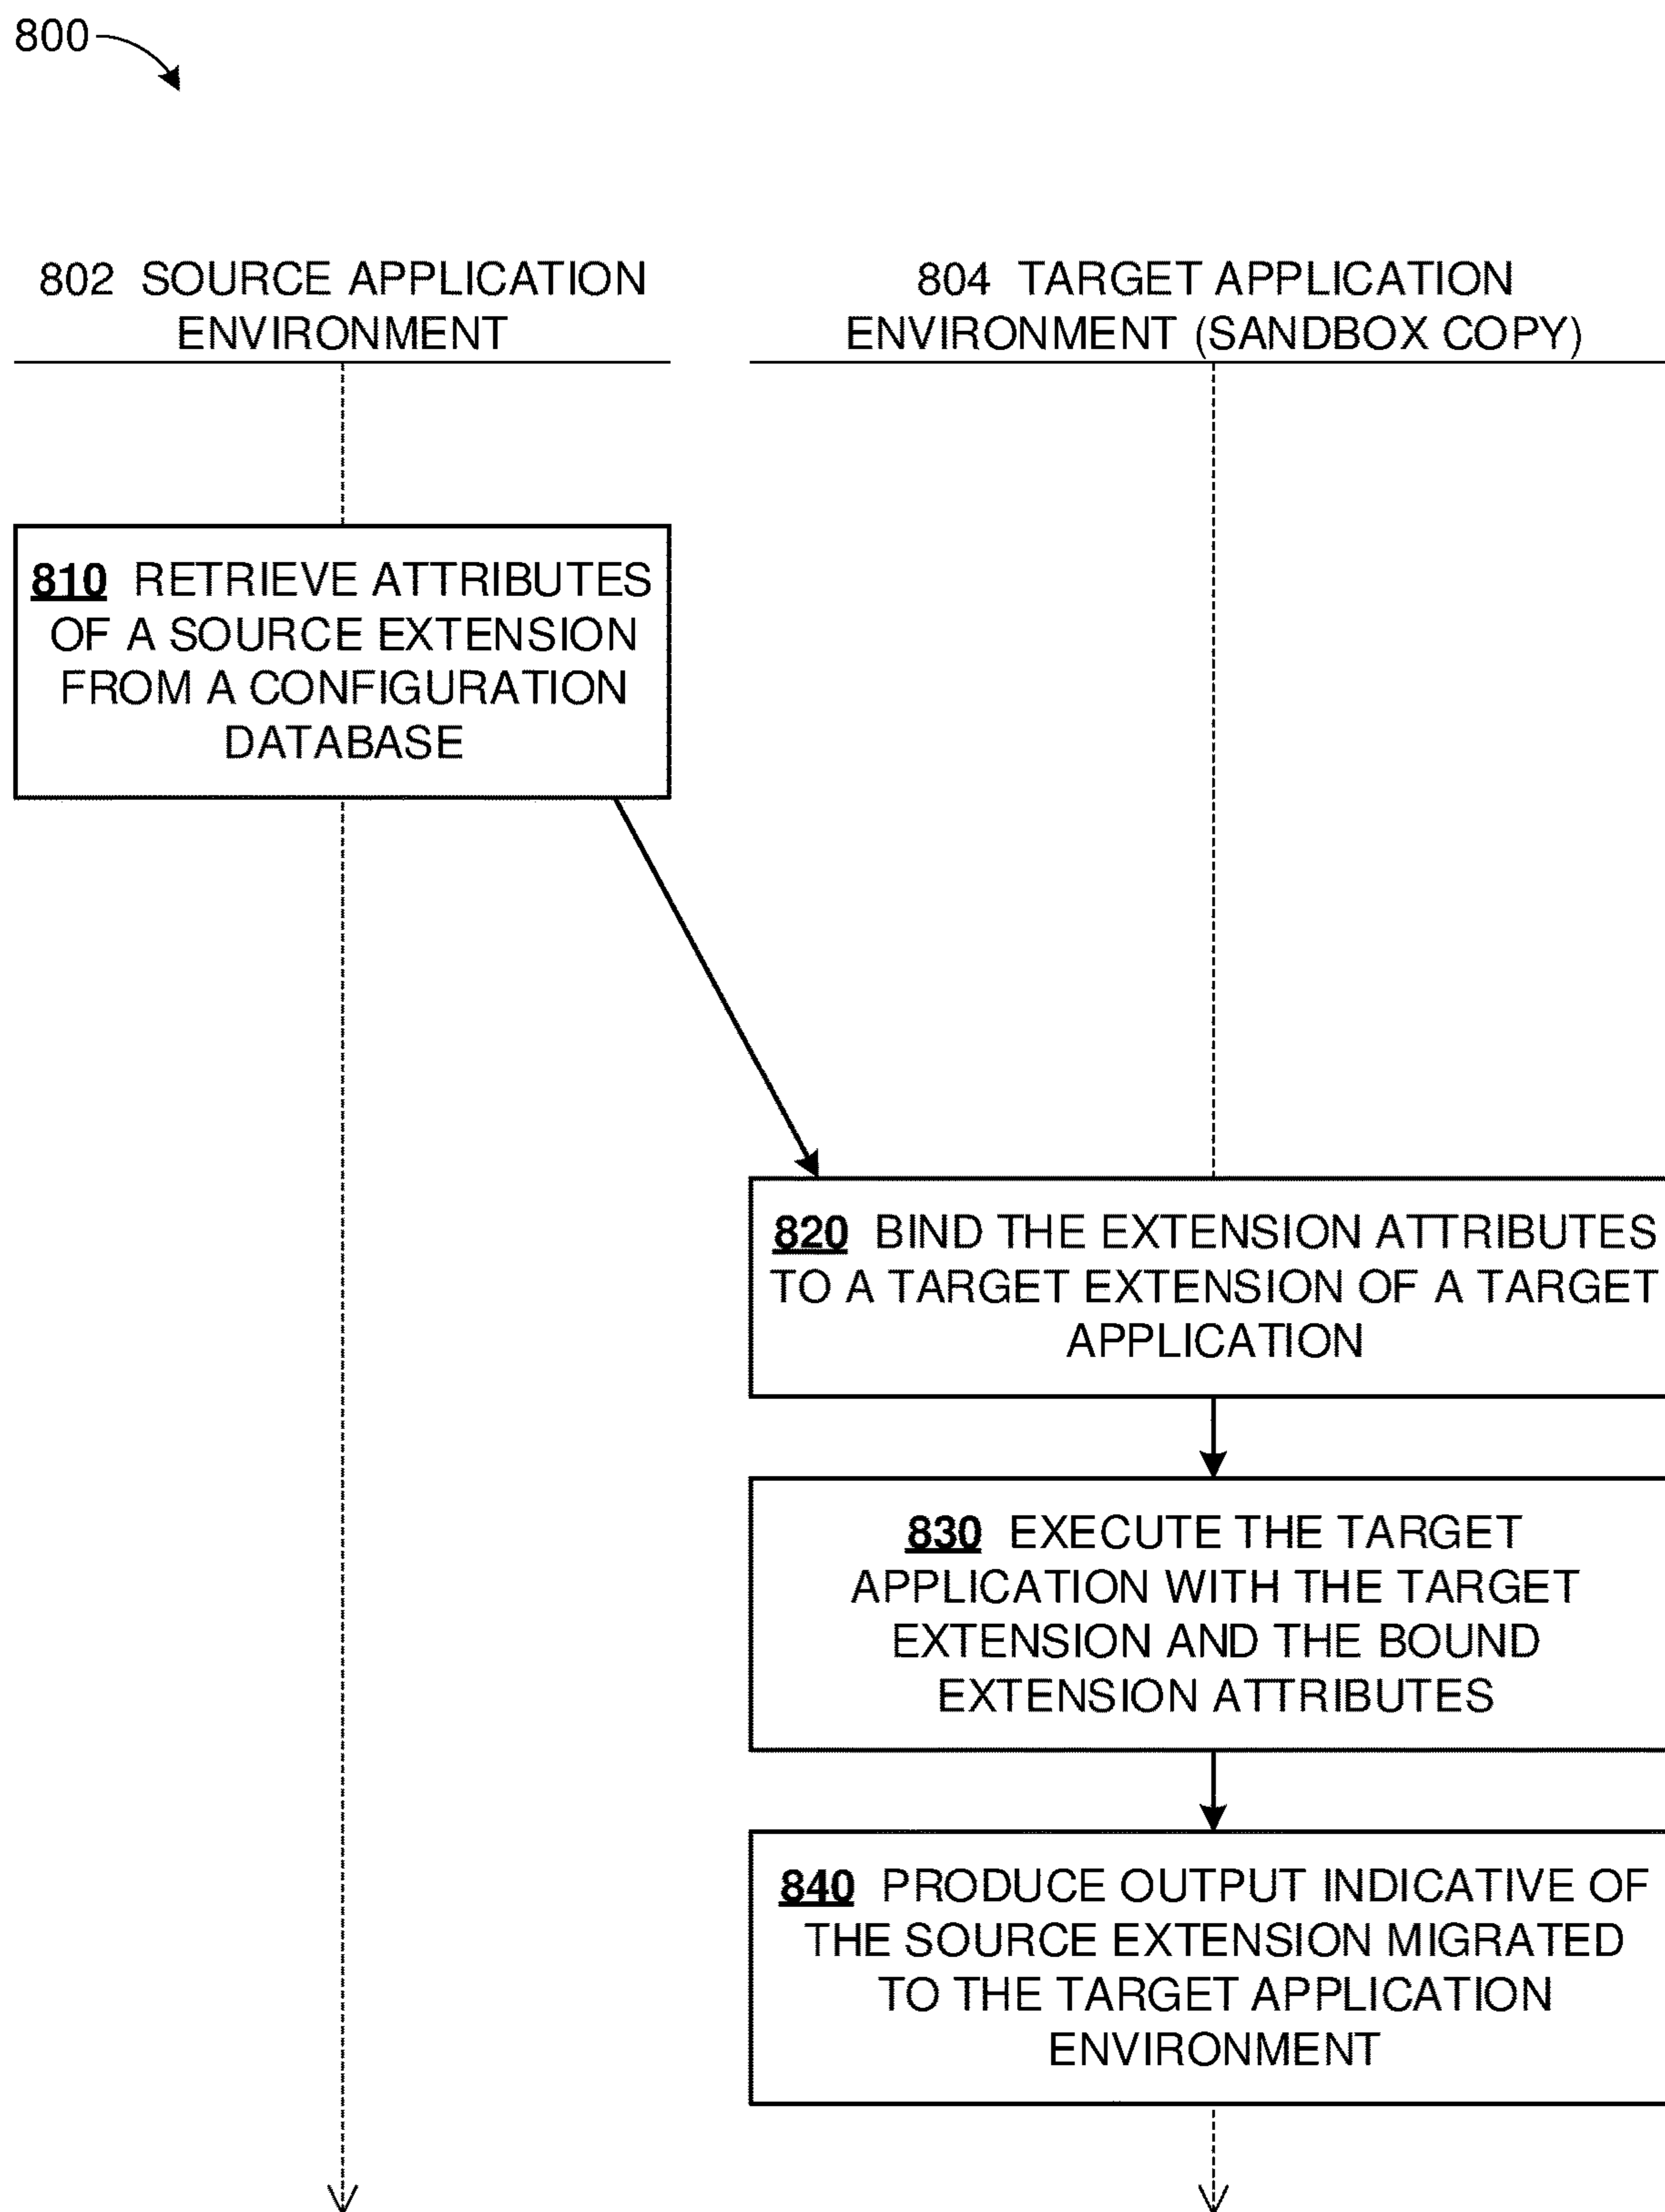 800
802 SOURCE APPLICATION
ENVIRONMENT
804 TARGET APPLICATION
ENVIRONMENT (SANDBOX COPY)
810 RETRIEVE ATTRIBUTES
OF A SOURCE EXTENSION
FROM A CONFIGURATION
DATABASE
820 BIND THE EXTENSION ATTRIBUTES
TO A TARGET EXTENSION OF A TARGET
APPLICATION
830 EXECUTE THE TARGET
APPLICATION WITH THE TARGET
EXTENSION AND THE BOUND
EXTENSION ATTRIBUTES
840 PRODUCE OUTPUT INDICATIVE OF
THE SOURCE EXTENSION MIGRATED
TO THE TARGET APPLICATION
ENVIRONMENT